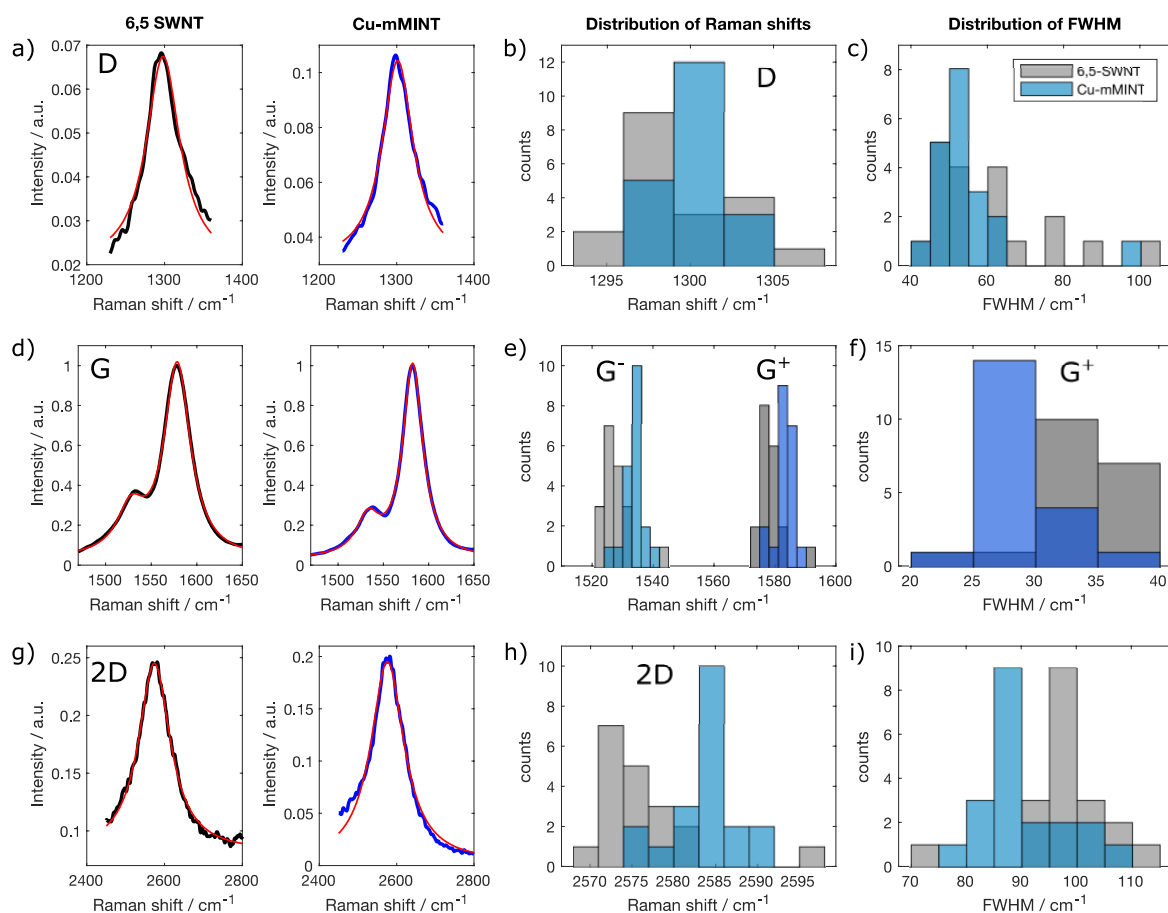 6,5 SWNT
Cu-mMINT
Distribution of Raman shifts
Distribution of FWHM
a)
D
0.07
0.06
0.05
0.04
0.03
0.02
Intensity / a.u.
1200 1300 1400
Raman shift / cm-1
0.1
0.08
0.06
0.04
1200 1300 1400
Raman shift / cm-1
b)
D
12
10
8
6
4
2
0
counts
1295 1300 1305
Raman shift / cm-1
c)
6,5-SWNT
Cu-mMINT
8
6
4
2
0
counts
40 60 80 100
FWHM / cm-1
d)
G
1
0.8
0.6
0.4
0.2
0
Intensity / a.u.
1500 1550 1600 1650
Raman shift / cm-1
1
0.8
0.6
0.4
0.2
0
1500 1550 1600 1650
Raman shift / cm-1
e)
G-
G+
10
8
6
4
2
0
counts
1520 1540 1560 1580 1600
Raman shift / cm-1
f)
G+
15
10
5
0
counts
20 25 30 35 40
FWHM / cm-1
g)
2D
0.25
0.2
0.15
0.1
Intensity / a.u.
2400 2600 2800
Raman shift / cm-1
0.2
0.15
0.1
0.05
0
Intensity / a.u.
2400 2600 2800
Raman shift / cm-1
h)
2D
10
8
6
4
2
0
counts
2570 2575 2580 2585 2590 2595
Raman shift / cm-1
i)
10
8
6
4
2
0
counts
70 80 90 100 110
FWHM / cm-1